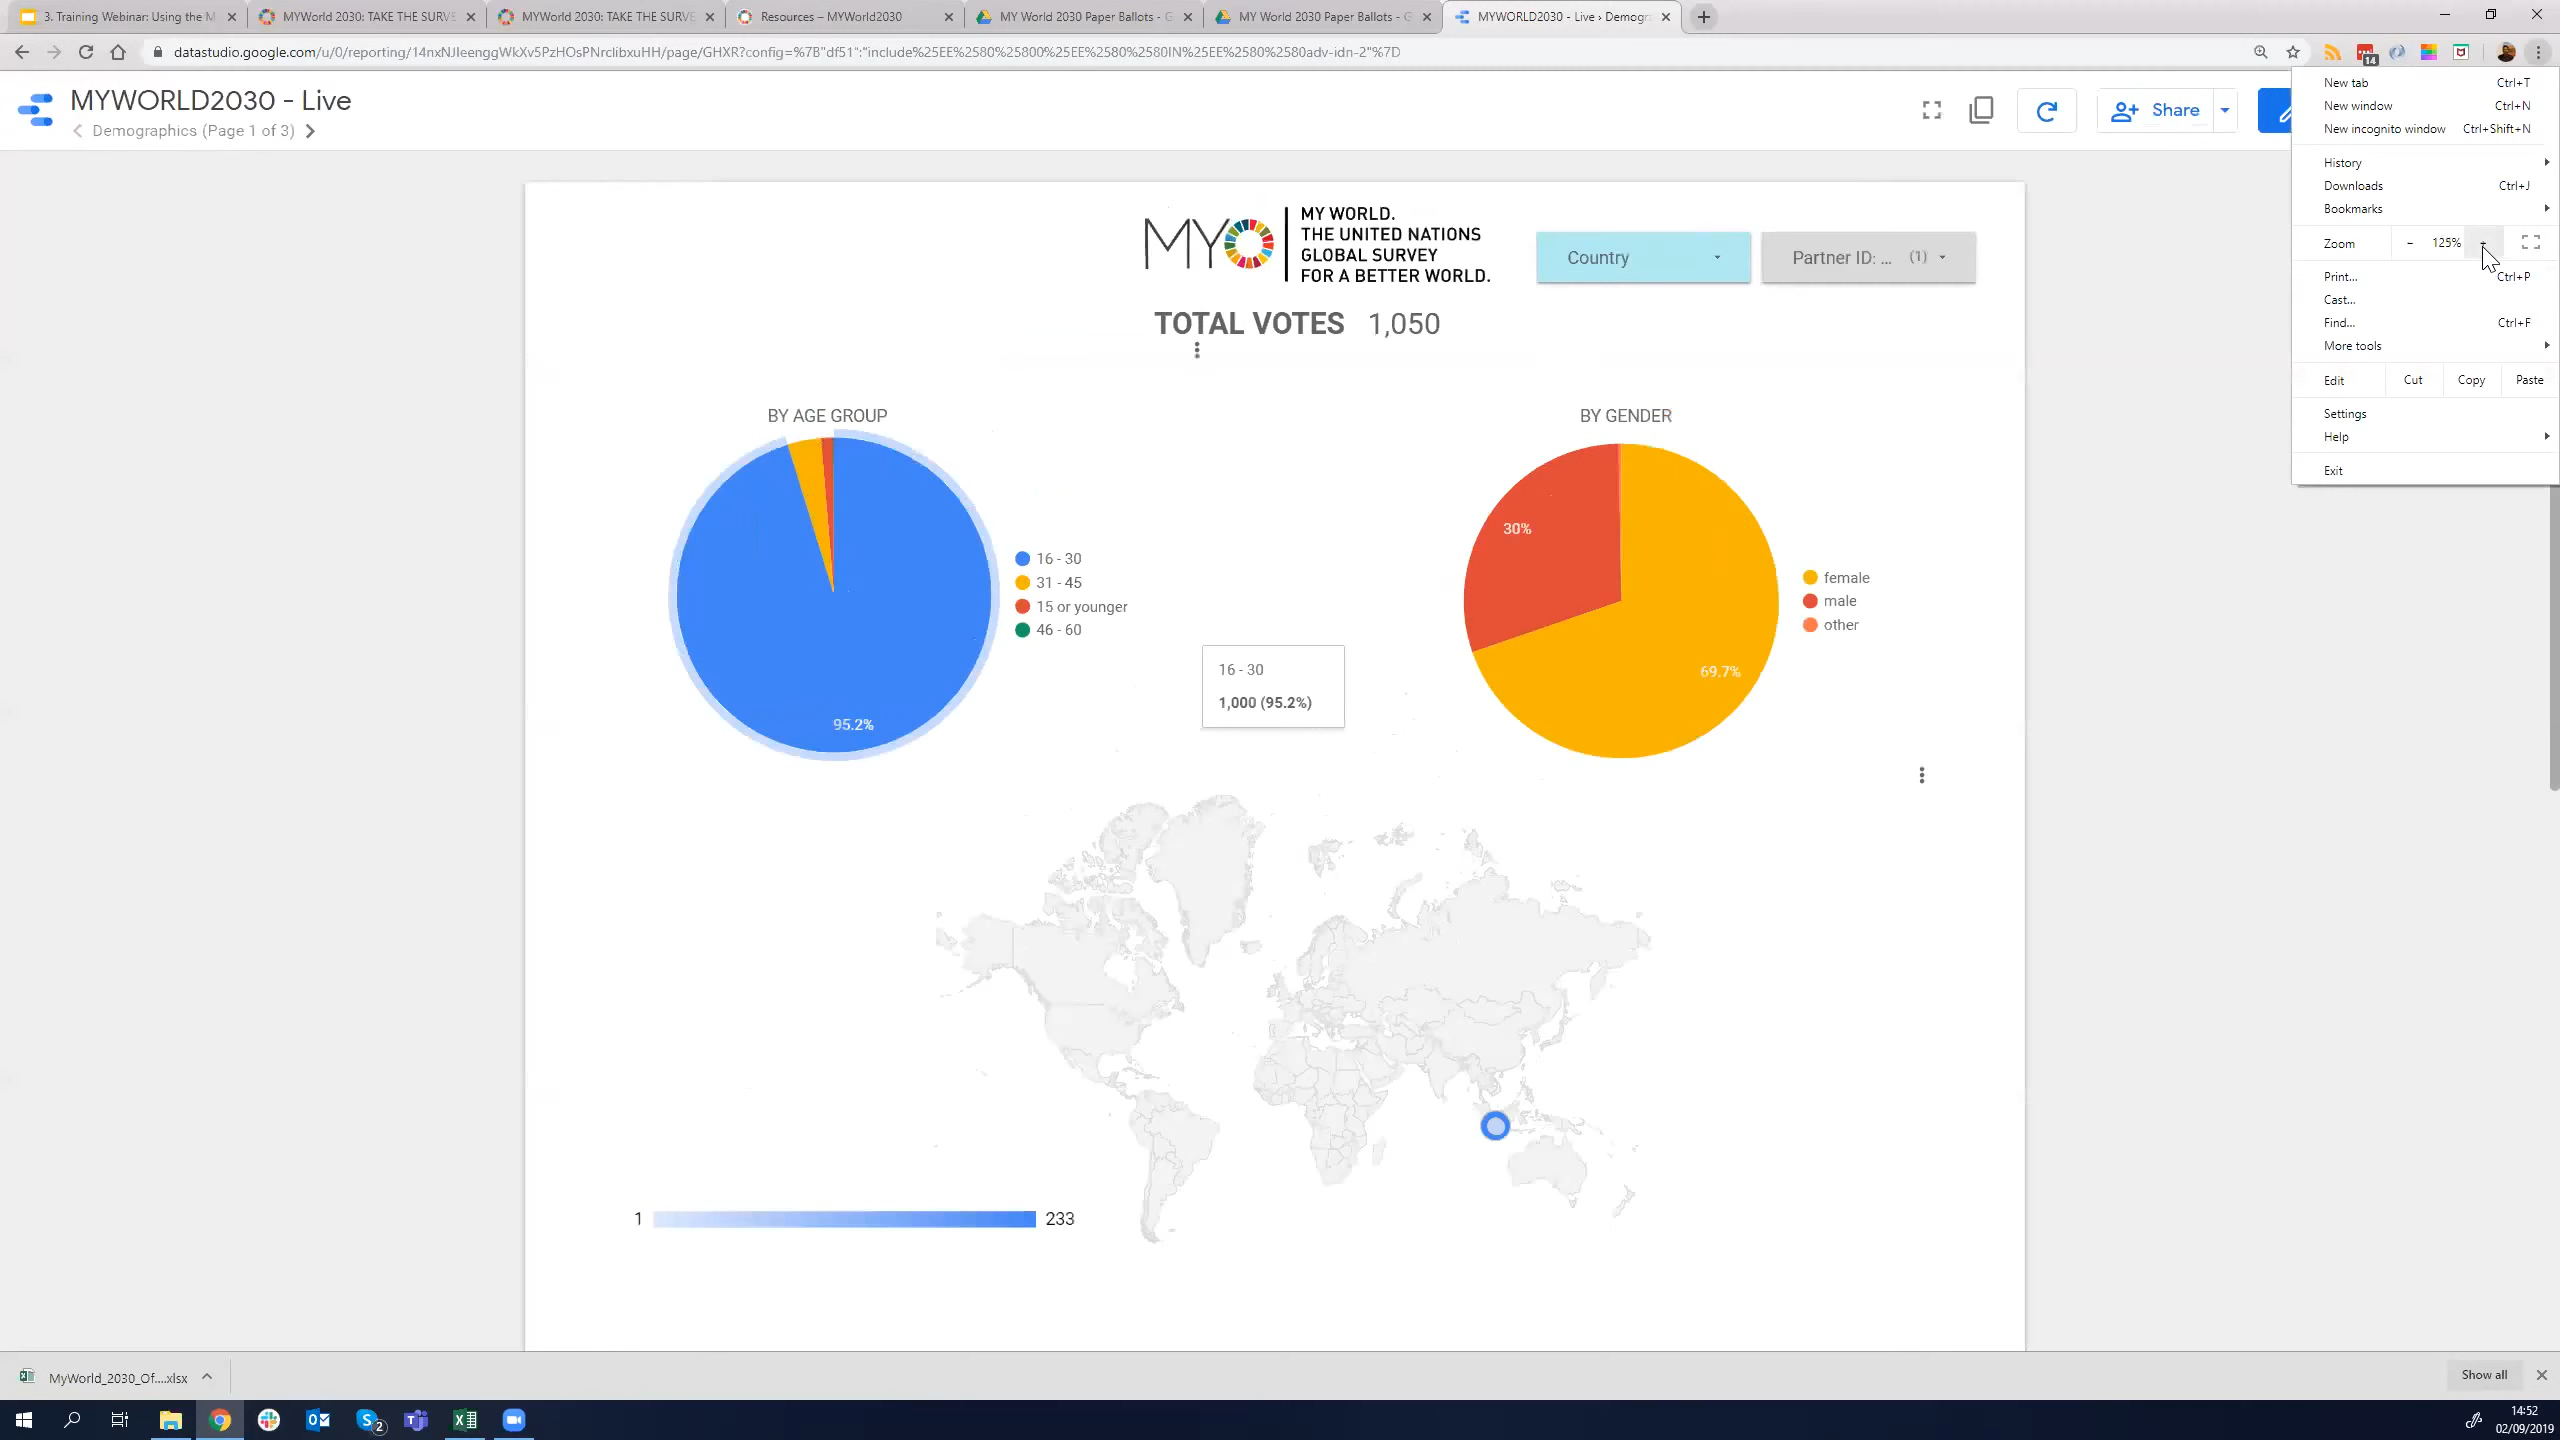 3. Training Webinar: Using the M
MYWorld 2030: TAKE THE SURVE
MYWorld 2030: TAKE THE SURVE
Resources – MYWorld2030
MY World 2030 Paper Ballots - G
MY World 2030 Paper Ballots - G
MYWORLD2030 - Live › Demogr
datastudio.google.com/u/0/reporting/14nxNJIeenggWkXv5PzHOsPNrclibxuHH/page/GHXR?config=%7B"df51":"include%25EE%2580%25800%25EE%2580%2580IN%25EE%2580%2580adv-idn-2"%7D
14
MYWORLD2030 - Live
Demographics (Page 1 of 3)
Share
New tab Ctrl+T
New window Ctrl+N
New incognito window Ctrl+Shift+N
History
Downloads Ctrl+J
Bookmarks
Zoom - 125% +
Print... Ctrl+P
Cast...
Find... Ctrl+F
More tools
Edit Cut Copy Paste
Settings
Help
Exit
MY
MY WORLD.
THE UNITED NATIONS
GLOBAL SURVEY
FOR A BETTER WORLD.
Country
Partner ID: ... (1)
TOTAL VOTES 1,050
BY AGE GROUP
95.2%
16 - 30
31 - 45
15 or younger
46 - 60
16 - 30
1,000 (95.2%)
BY GENDER
30%
69.7%
female
male
other
1
233
MyWorld_2030_Of....xlsx
Show all
2
14:52
02/09/2019